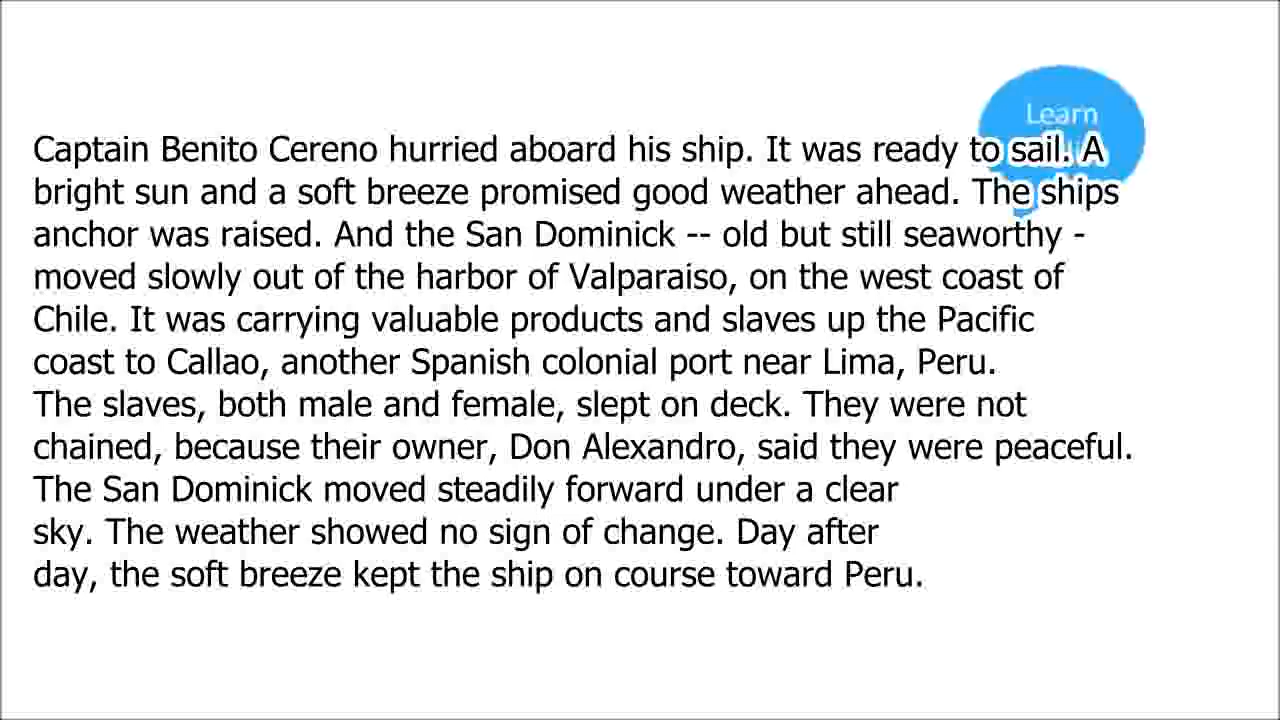 Learn
Captain Benito Cereno hurried aboard his ship. It was ready to sail. A
bright sun and a soft breeze promised good weather ahead. The ships
anchor was raised. And the San Dominick -- old but still seaworthy -
moved slowly out of the harbor of Valparaiso, on the west coast of
Chile. It was carrying valuable products and slaves up the Pacific
coast to Callao, another Spanish colonial port near Lima, Peru.
The slaves, both male and female, slept on deck. They were not
chained, because their owner, Don Alexandro, said they were peaceful.
The San Dominick moved steadily forward under a clear
sky. The weather showed no sign of change. Day after
day, the soft breeze kept the ship on course toward Peru.